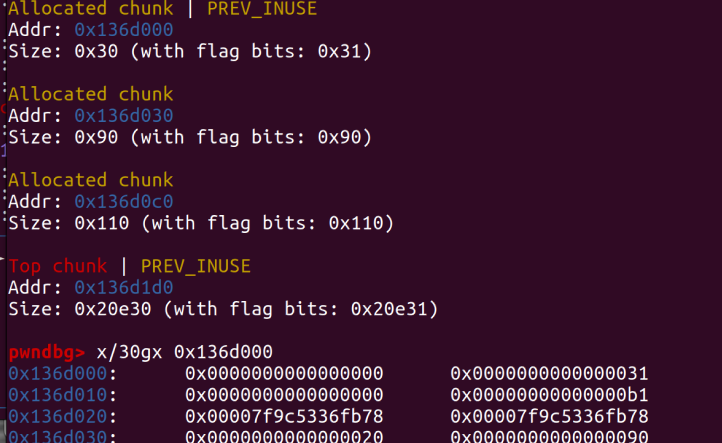 Allocated chunk | PREV_INUSE
Addr: 0x136d000
Size: 0x30 (with flag bits: 0x31)
Allocated chunk
Addr: 0x136d030
Size: 0x90 (with flag bits: 0x90)
Allocated chunk
Addr: 0x136d0c0
Size: 0x110 (with flag bits: 0x110)
Top chunk | PREV_INUSE
Addr: 0x136d1d0
Size: 0x20e30 (with flag bits: 0x20e31)
pwndbg> x/30gx 0x136d000
0x136d000: 0x0000000000000000 0x0000000000000031
0x136d010: 0x0000000000000000 0x00000000000000b1
0x136d020: 0x00007f9c5336fb78 0x00007f9c5336fb78
0x136d030: 0x0000000000000020 0x0000000000000090